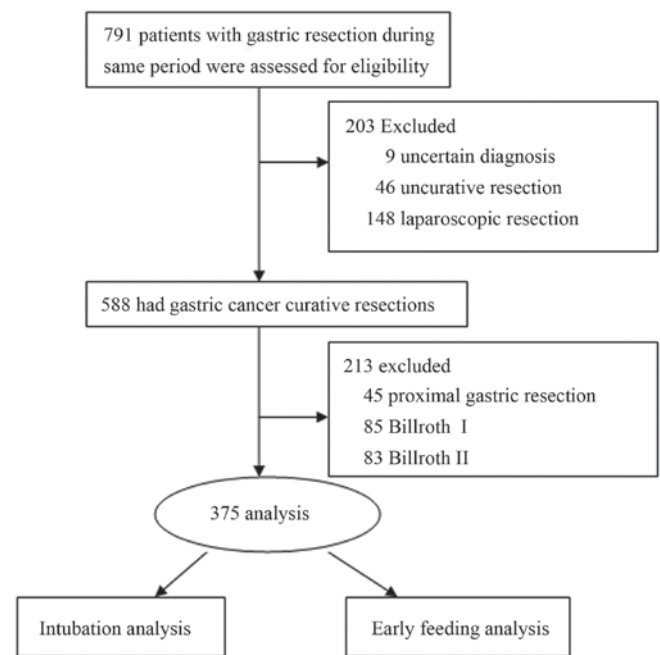 791 patients with gastric resection during
same period were assessed for eligibility
203 Excluded
9 uncertain diagnosis
46 uncurative resection
148 laparoscopic resection
588 had gastric cancer curative resections
213 excluded
45 proximal gastric resection
85 Billroth I
83 Billroth II
375 analysis
Intubation analysis
Early feeding analysis